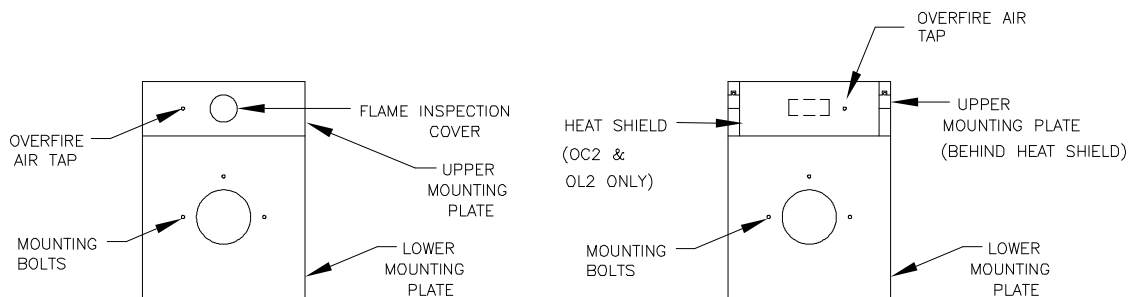 OVERFIRE AIR
TAP
FLAME INSPECTION
COVER
OVERFIRE
AIR TAP
UPPER
MOUNTING
PLATE
MOUNTING
BOLTS
LOWER
MOUNTING
PLATE
HEAT SHIELD
(OC2 &
OL2 ONLY)
UPPER
MOUNTING PLATE
(BEHIND HEAT SHIELD)
MOUNTING
BOLTS
LOWER
MOUNTING
PLATE